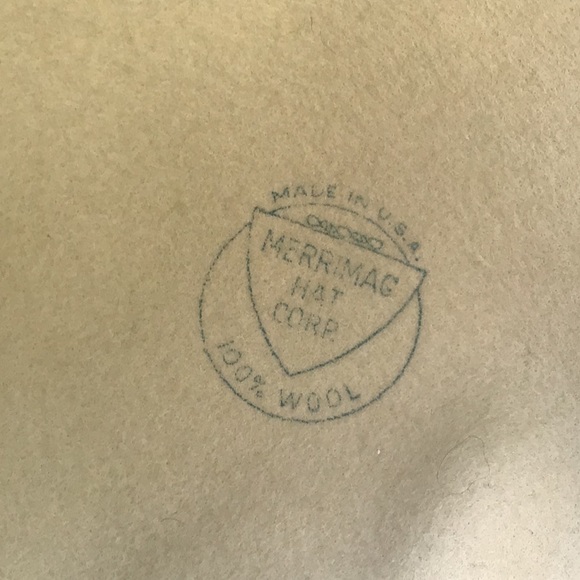 MADE IN U.S.A.
MERRIMAC
HAT
CORP.
100% WOOL